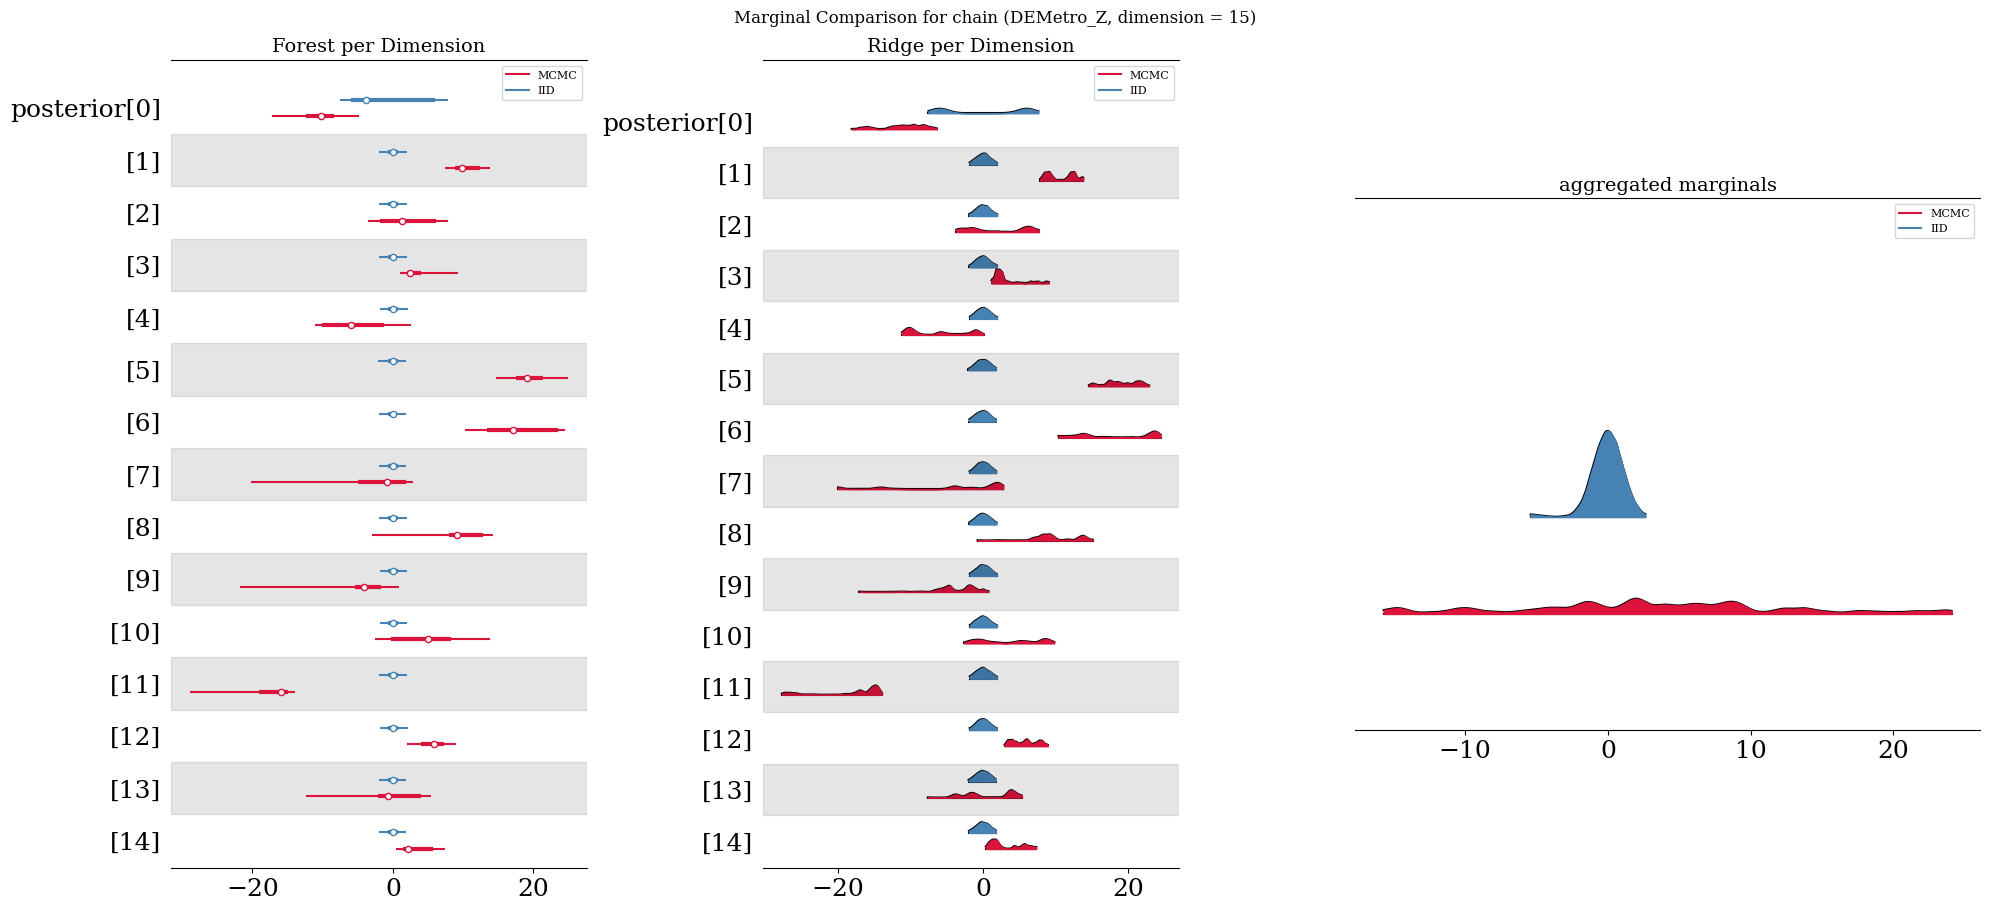 Marginal Comparison for chain (DEMetro_Z, dimension = 15)
Forest per Dimension
MCMC
IID
posterior[0]
[1]
[2]
[3]
[4]
[5]
[6]
[7]
[8]
[9]
[10]
[11]
[12]
[13]
[14]
−20 0 20
Ridge per Dimension
MCMC
IID
posterior[0]
[1]
[2]
[3]
[4]
[5]
[6]
[7]
[8]
[9]
[10]
[11]
[12]
[13]
[14]
−20 0 20
aggregated marginals
MCMC
IID
−10 0 10 20